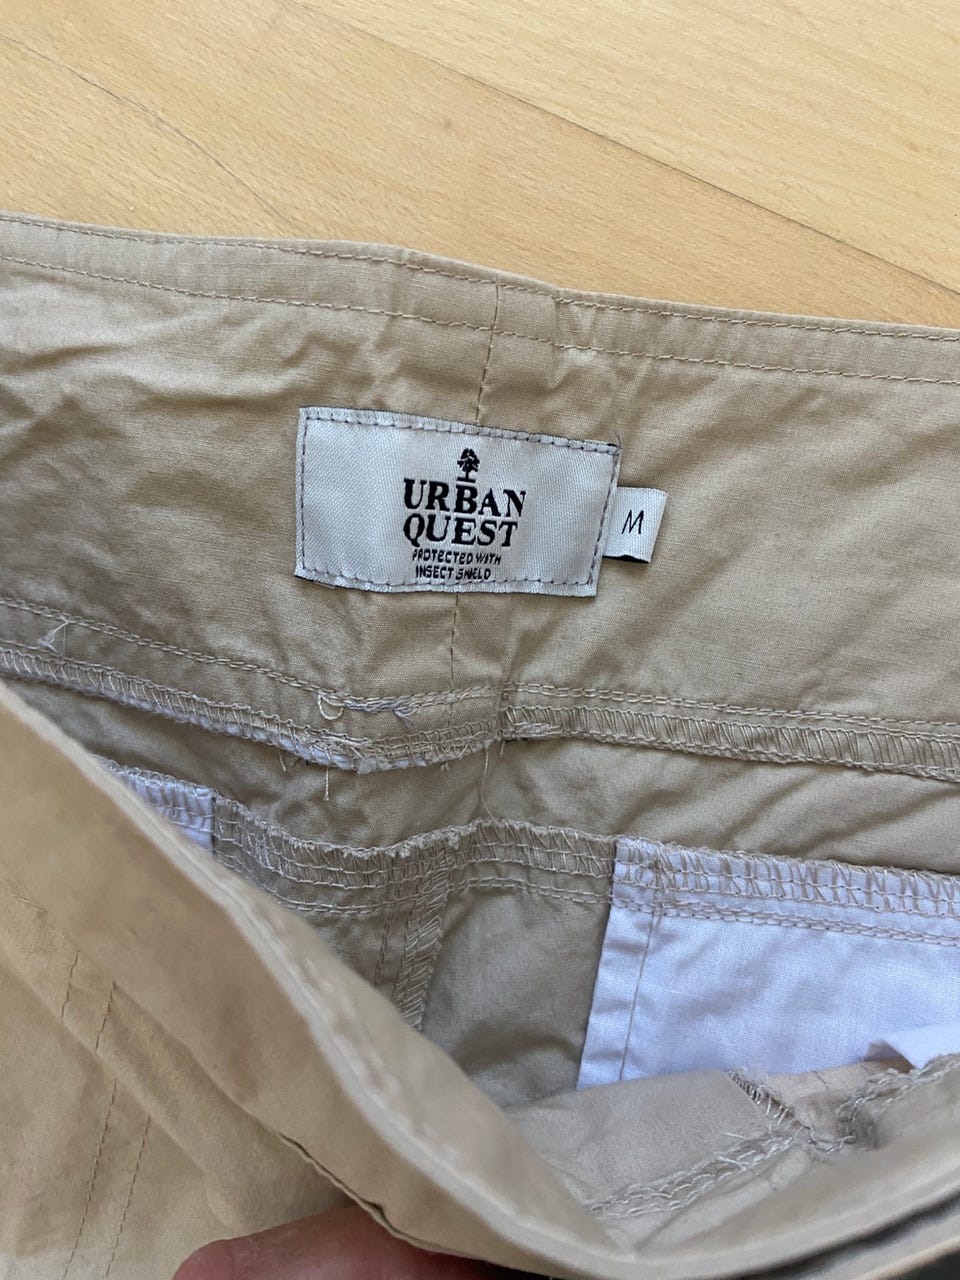 URBAN
QUEST
PROTECTED WITH
INSECT SHIELD
M